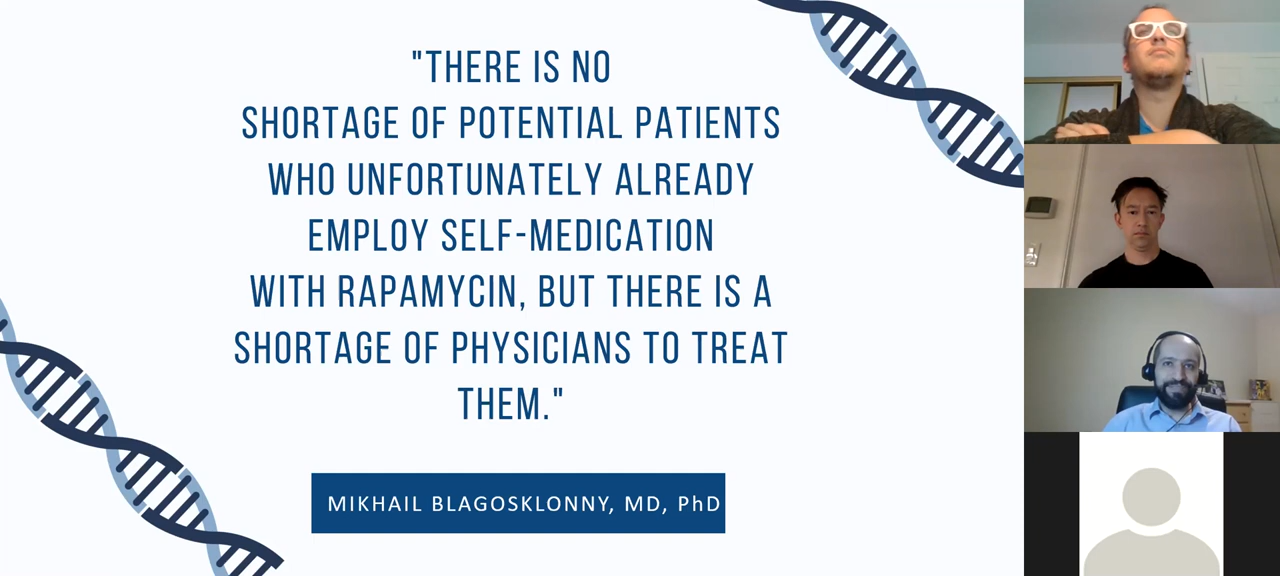 "THERE IS NO
SHORTAGE OF POTENTIAL PATIENTS
WHO UNFORTUNATELY ALREADY
EMPLOY SELF-MEDICATION
WITH RAPAMYCIN, BUT THERE IS A
SHORTAGE OF PHYSICIANS TO TREAT
THEM."
MIKHAIL BLAGOSKLONNY, MD, PhD